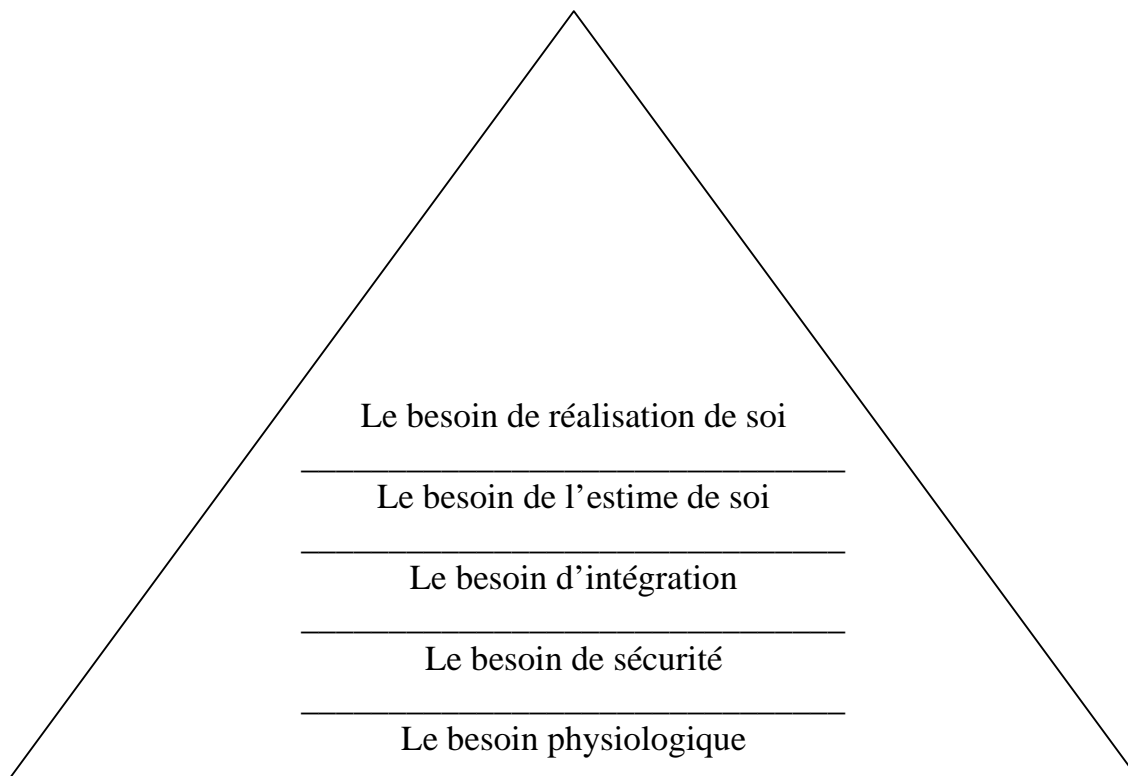 Le besoin de réalisation de soi
Le besoin de l’estime de soi
Le besoin d’intégration
Le besoin de sécurité
Le besoin physiologique